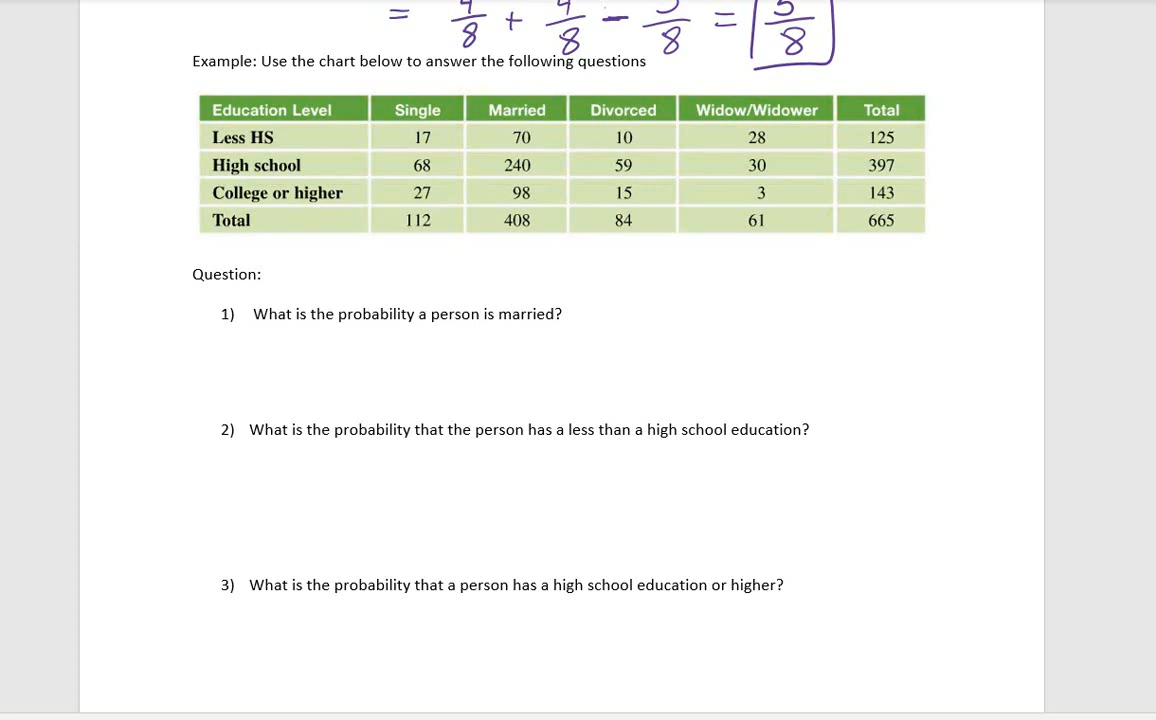 = 4/8 + 4/8 - 3/8 = 5/8
Example: Use the chart below to answer the following questions
Education Level Single Married Divorced Widow/Widower Total
Less HS 17 70 10 28 125
High school 68 240 59 30 397
College or higher 27 98 15 3 143
Total 112 408 84 61 665
Question:
1) What is the probability a person is married?
2) What is the probability that the person has a less than a high school education?
3) What is the probability that a person has a high school education or higher?